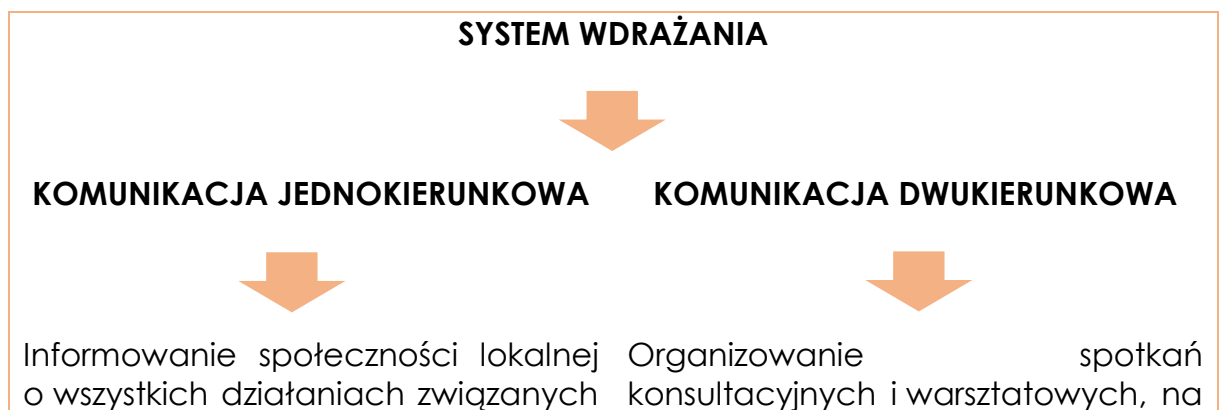 SYSTEM WDRAŻANIA
KOMUNIKACJA JEDNOKIERUNKOWA
KOMUNIKACJA DWUKIERUNKOWA
Informowanie społeczności lokalnej
o wszystkich działaniach związanych
Organizowanie spotkań
konsultacyjnych i warsztatowych, na